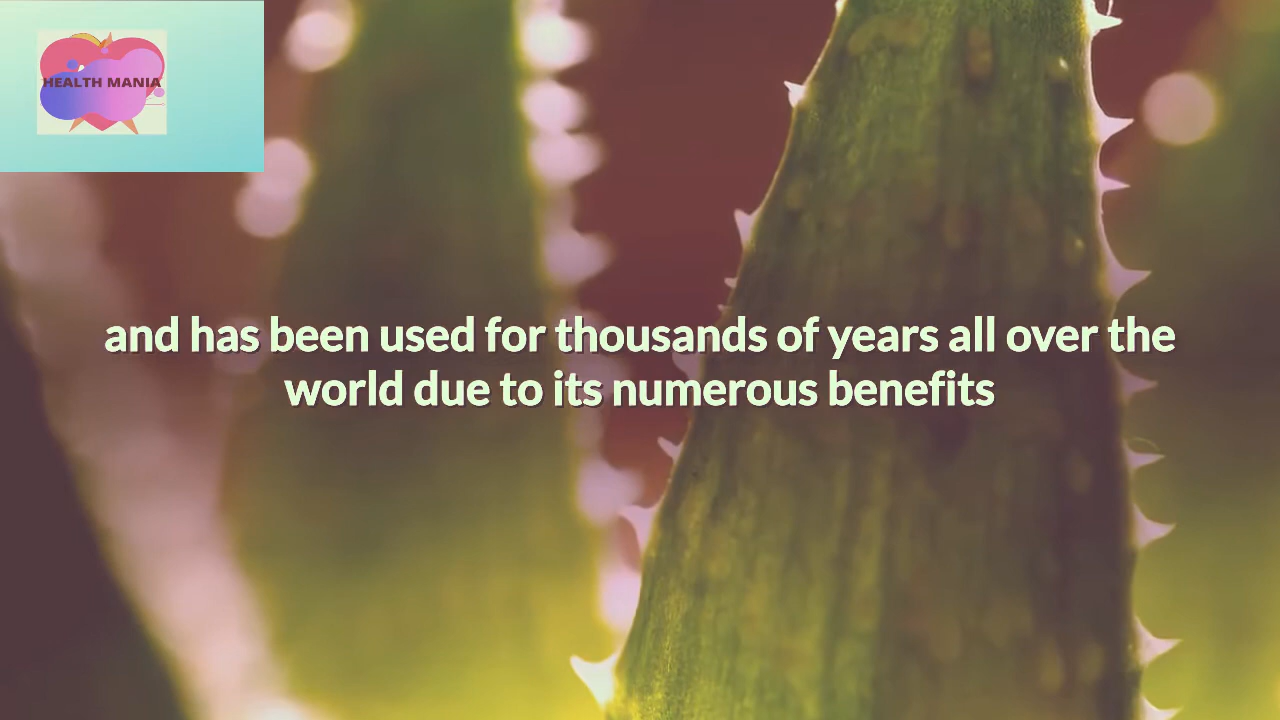 HEALTH MANIA
and has been used for thousands of years all over the
world due to its numerous benefits